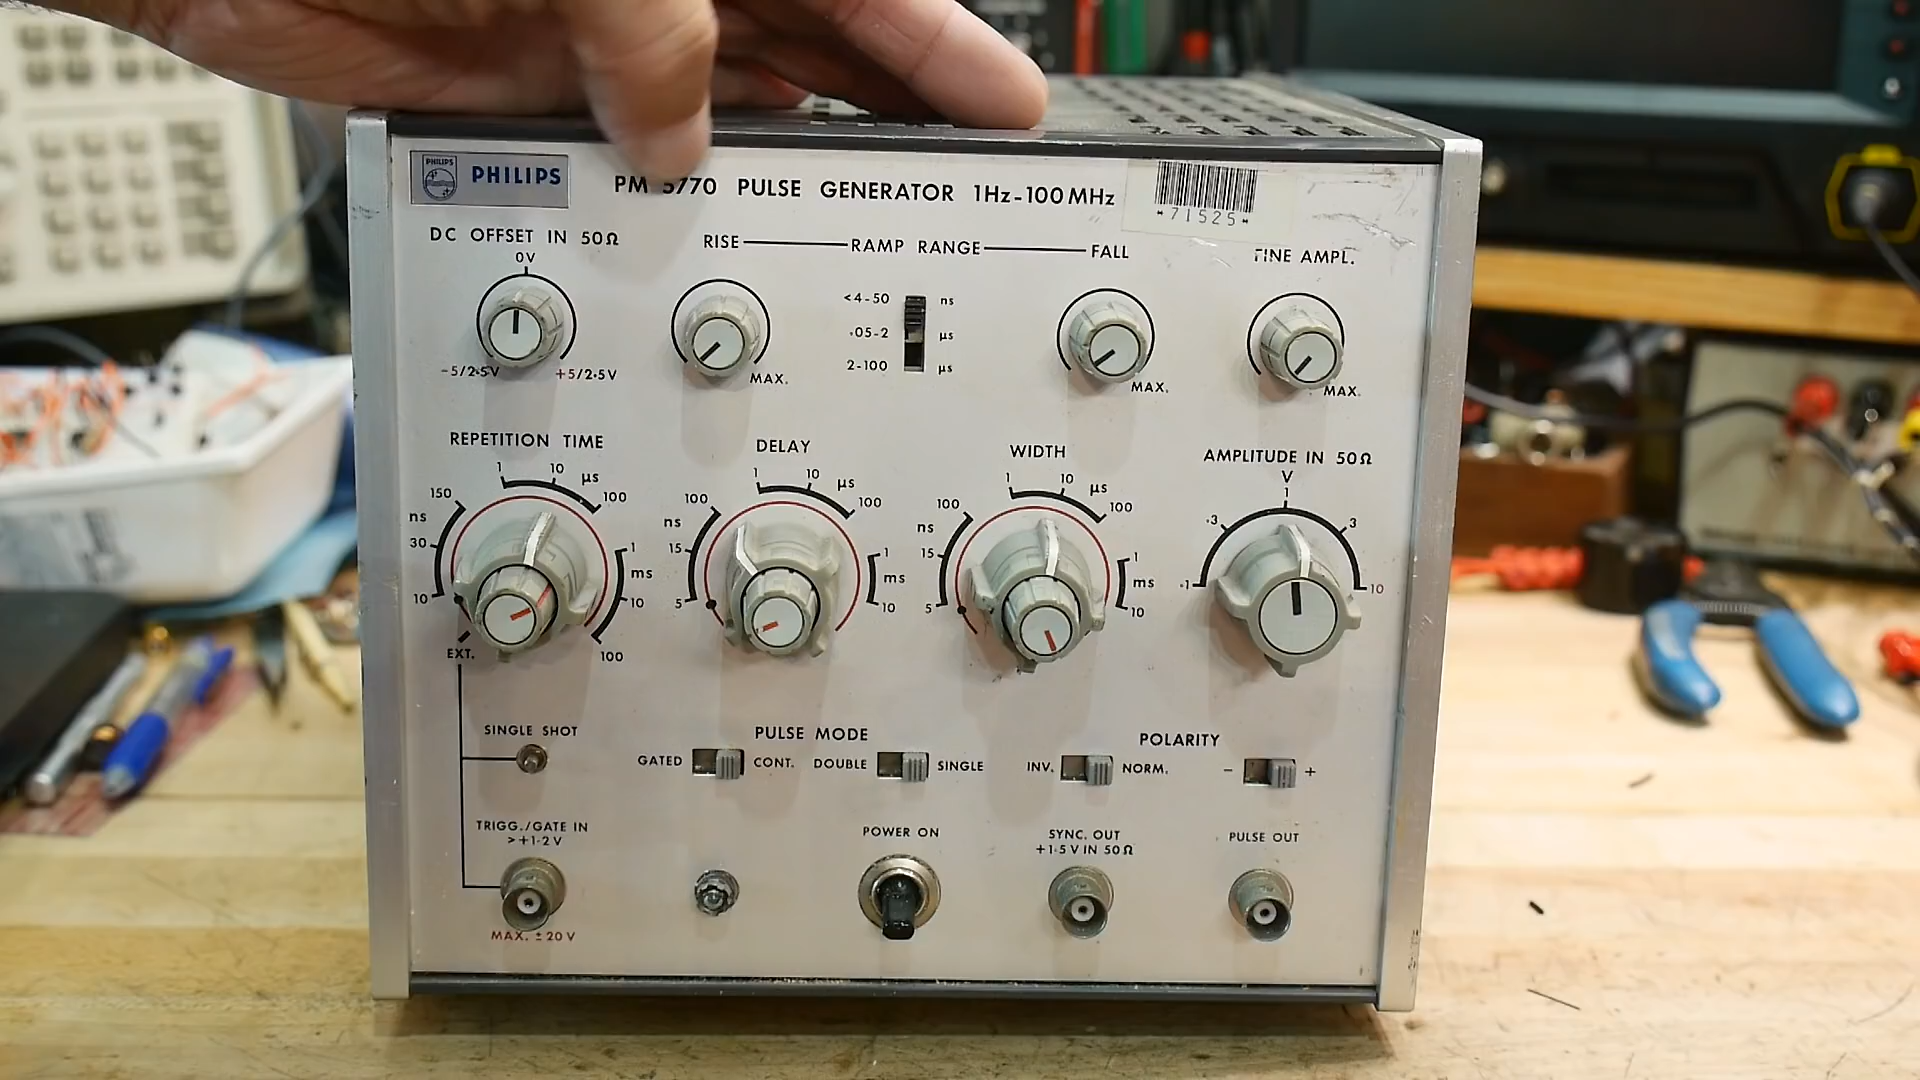 PHILIPS
PHILIPS
PM 5770 PULSE GENERATOR 1Hz-100MHz
*71525*
DC OFFSET IN 50Ω
0V
-5/2·5V
+5/2·5V
RISE
RAMP RANGE
FALL
MAX.
<4-50 ns
·05-2 µs
2-100 µs
MAX.
FINE AMPL.
MAX.
REPETITION TIME
1 10 µs 100
150
ns
30
10
1
ms
10
100
EXT.
DELAY
1 10 µs 100
100
ns
15
5
1
ms
10
WIDTH
1 10 µs 100
100
ns
15
5
1
ms
10
AMPLITUDE IN 50Ω
V
1
·3
3
·1
10
SINGLE SHOT
PULSE MODE
GATED CONT. DOUBLE SINGLE
POLARITY
INV. NORM. - +
TRIGG./GATE IN
>+1·2V
MAX. ±20V
POWER ON
SYNC. OUT
+1·5V IN 50Ω
PULSE OUT